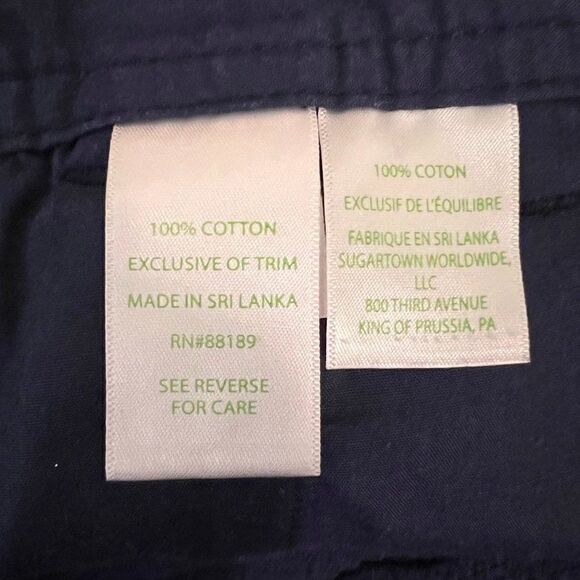 100% COTTON
EXCLUSIVE OF TRIM
MADE IN SRI LANKA
RN#88189
SEE REVERSE
FOR CARE
100% COTON
EXCLUSIF DE L'ÉQUILIBRE
FABRIQUE EN SRI LANKA
SUGARTOWN WORLDWIDE,
LLC
800 THIRD AVENUE
KING OF PRUSSIA, PA